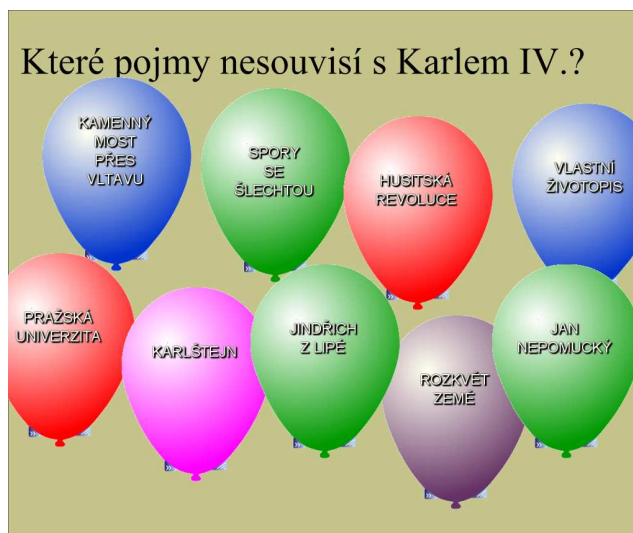 Které pojmy nesouvisí s Karlem IV.?
KAMENNÝ
MOST
PŘES
VLTAVU
SPORY
SE
ŠLECHTOU
HUSITSKÁ
REVOLUCE
VLASTNÍ
ŽIVOTOPIS
PRAŽSKÁ
UNIVERZITA
KARLŠTEJN
JINDŘICH
Z LIPÉ
ROZKVĚT
ZEMĚ
JAN
NEPOMUCKÝ